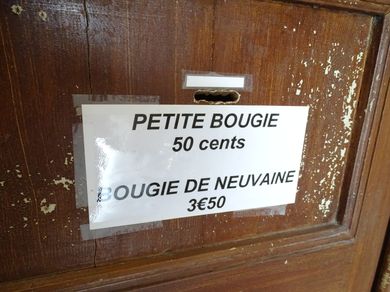 PETITE BOUGIE
50 cents
BOUGIE DE NEUVAINE
3€50